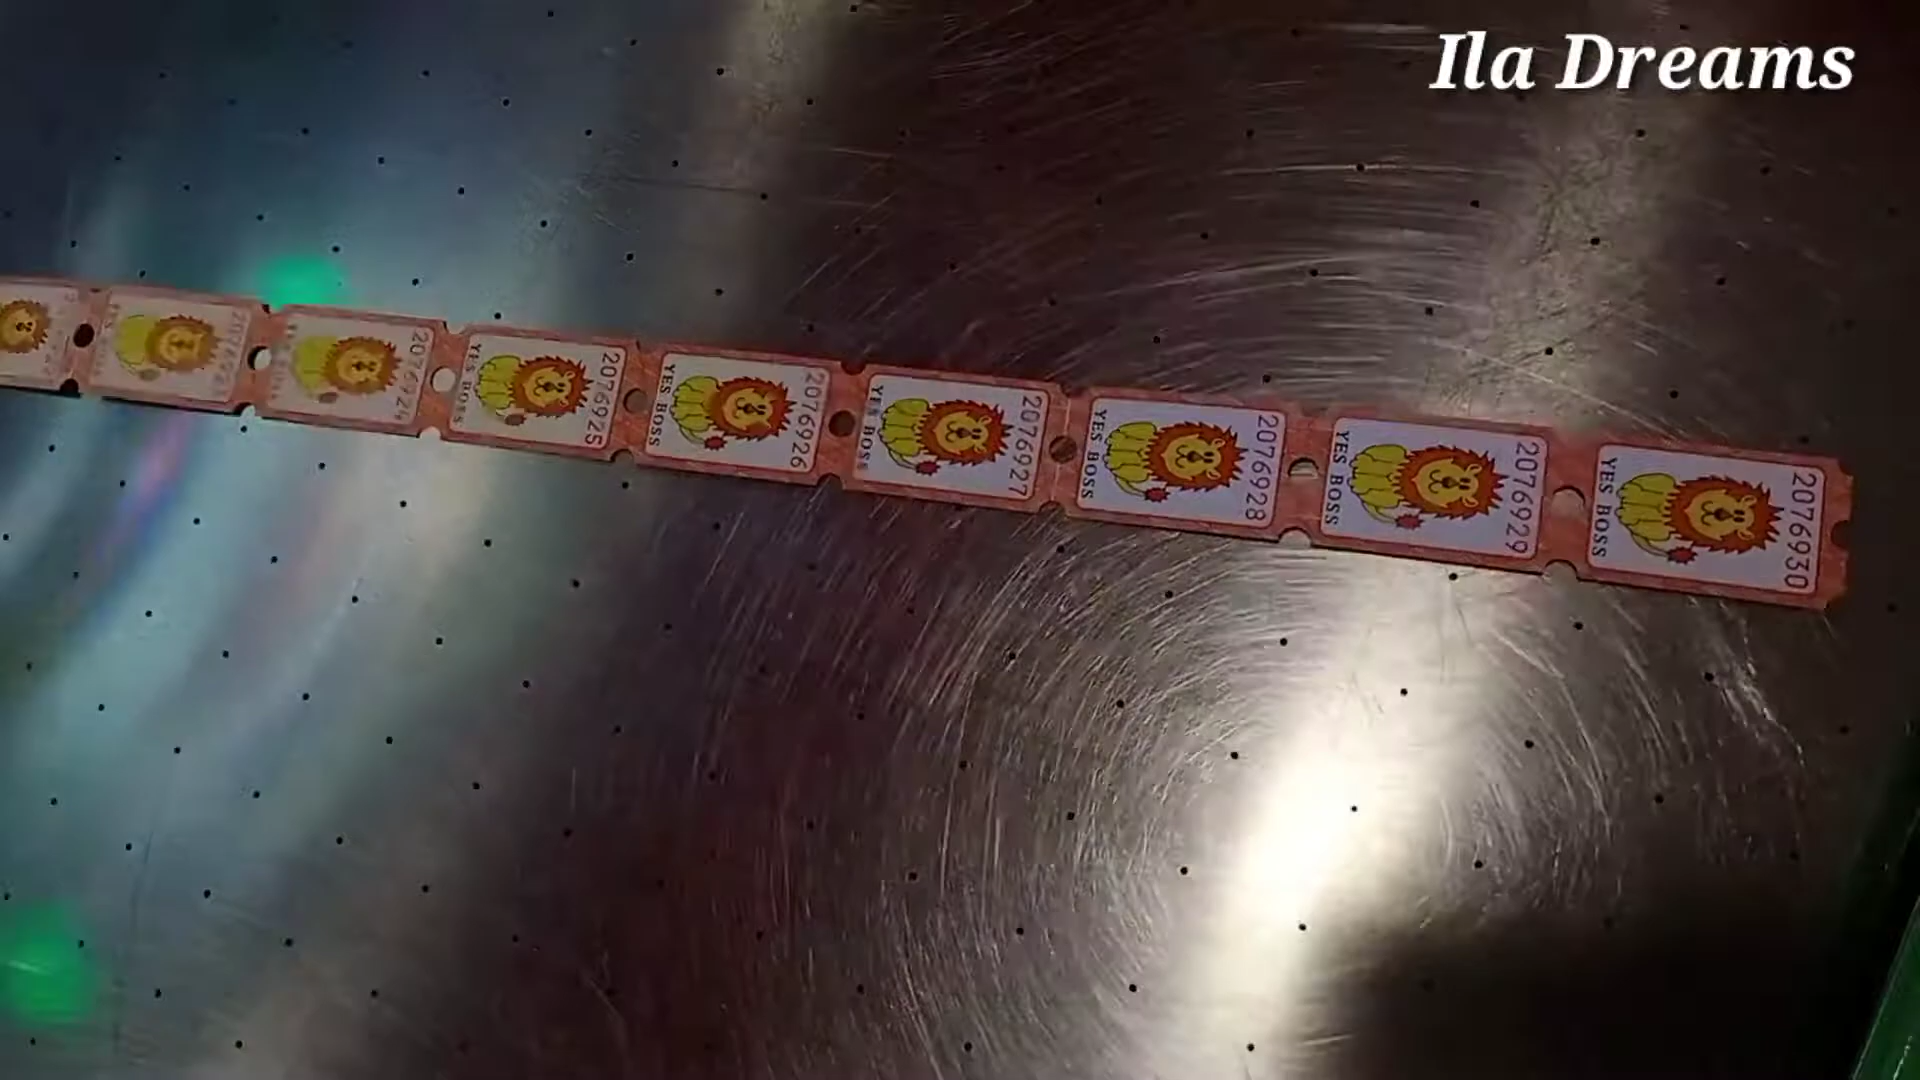 Ila Dreams
2076924
YES BOSS
2076925
YES BOSS
2076926
YES BOSS
2076927
YES BOSS
2076928
YES BOSS
2076929
YES BOSS
2076930